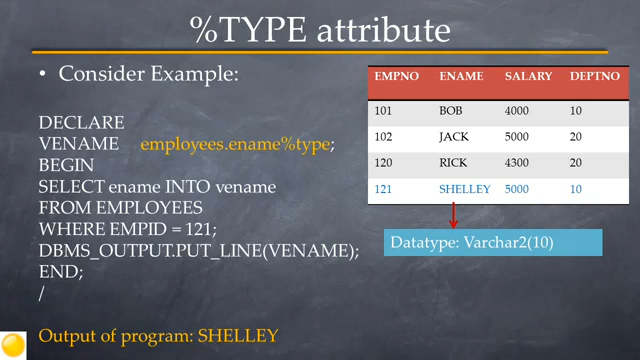 %TYPE attribute
• Consider Example:
DECLARE
VENAME employees.ename%type;
BEGIN
SELECT ename INTO vename
FROM EMPLOYEES
WHERE EMPID = 121;
DBMS_OUTPUT.PUT_LINE(VENAME);
END;
/
Output of program: SHELLEY
EMPNO ENAME SALARY DEPTNO
101 BOB 4000 10
102 JACK 5000 20
120 RICK 4300 20
121 SHELLEY 5000 10
Datatype: Varchar2(10)